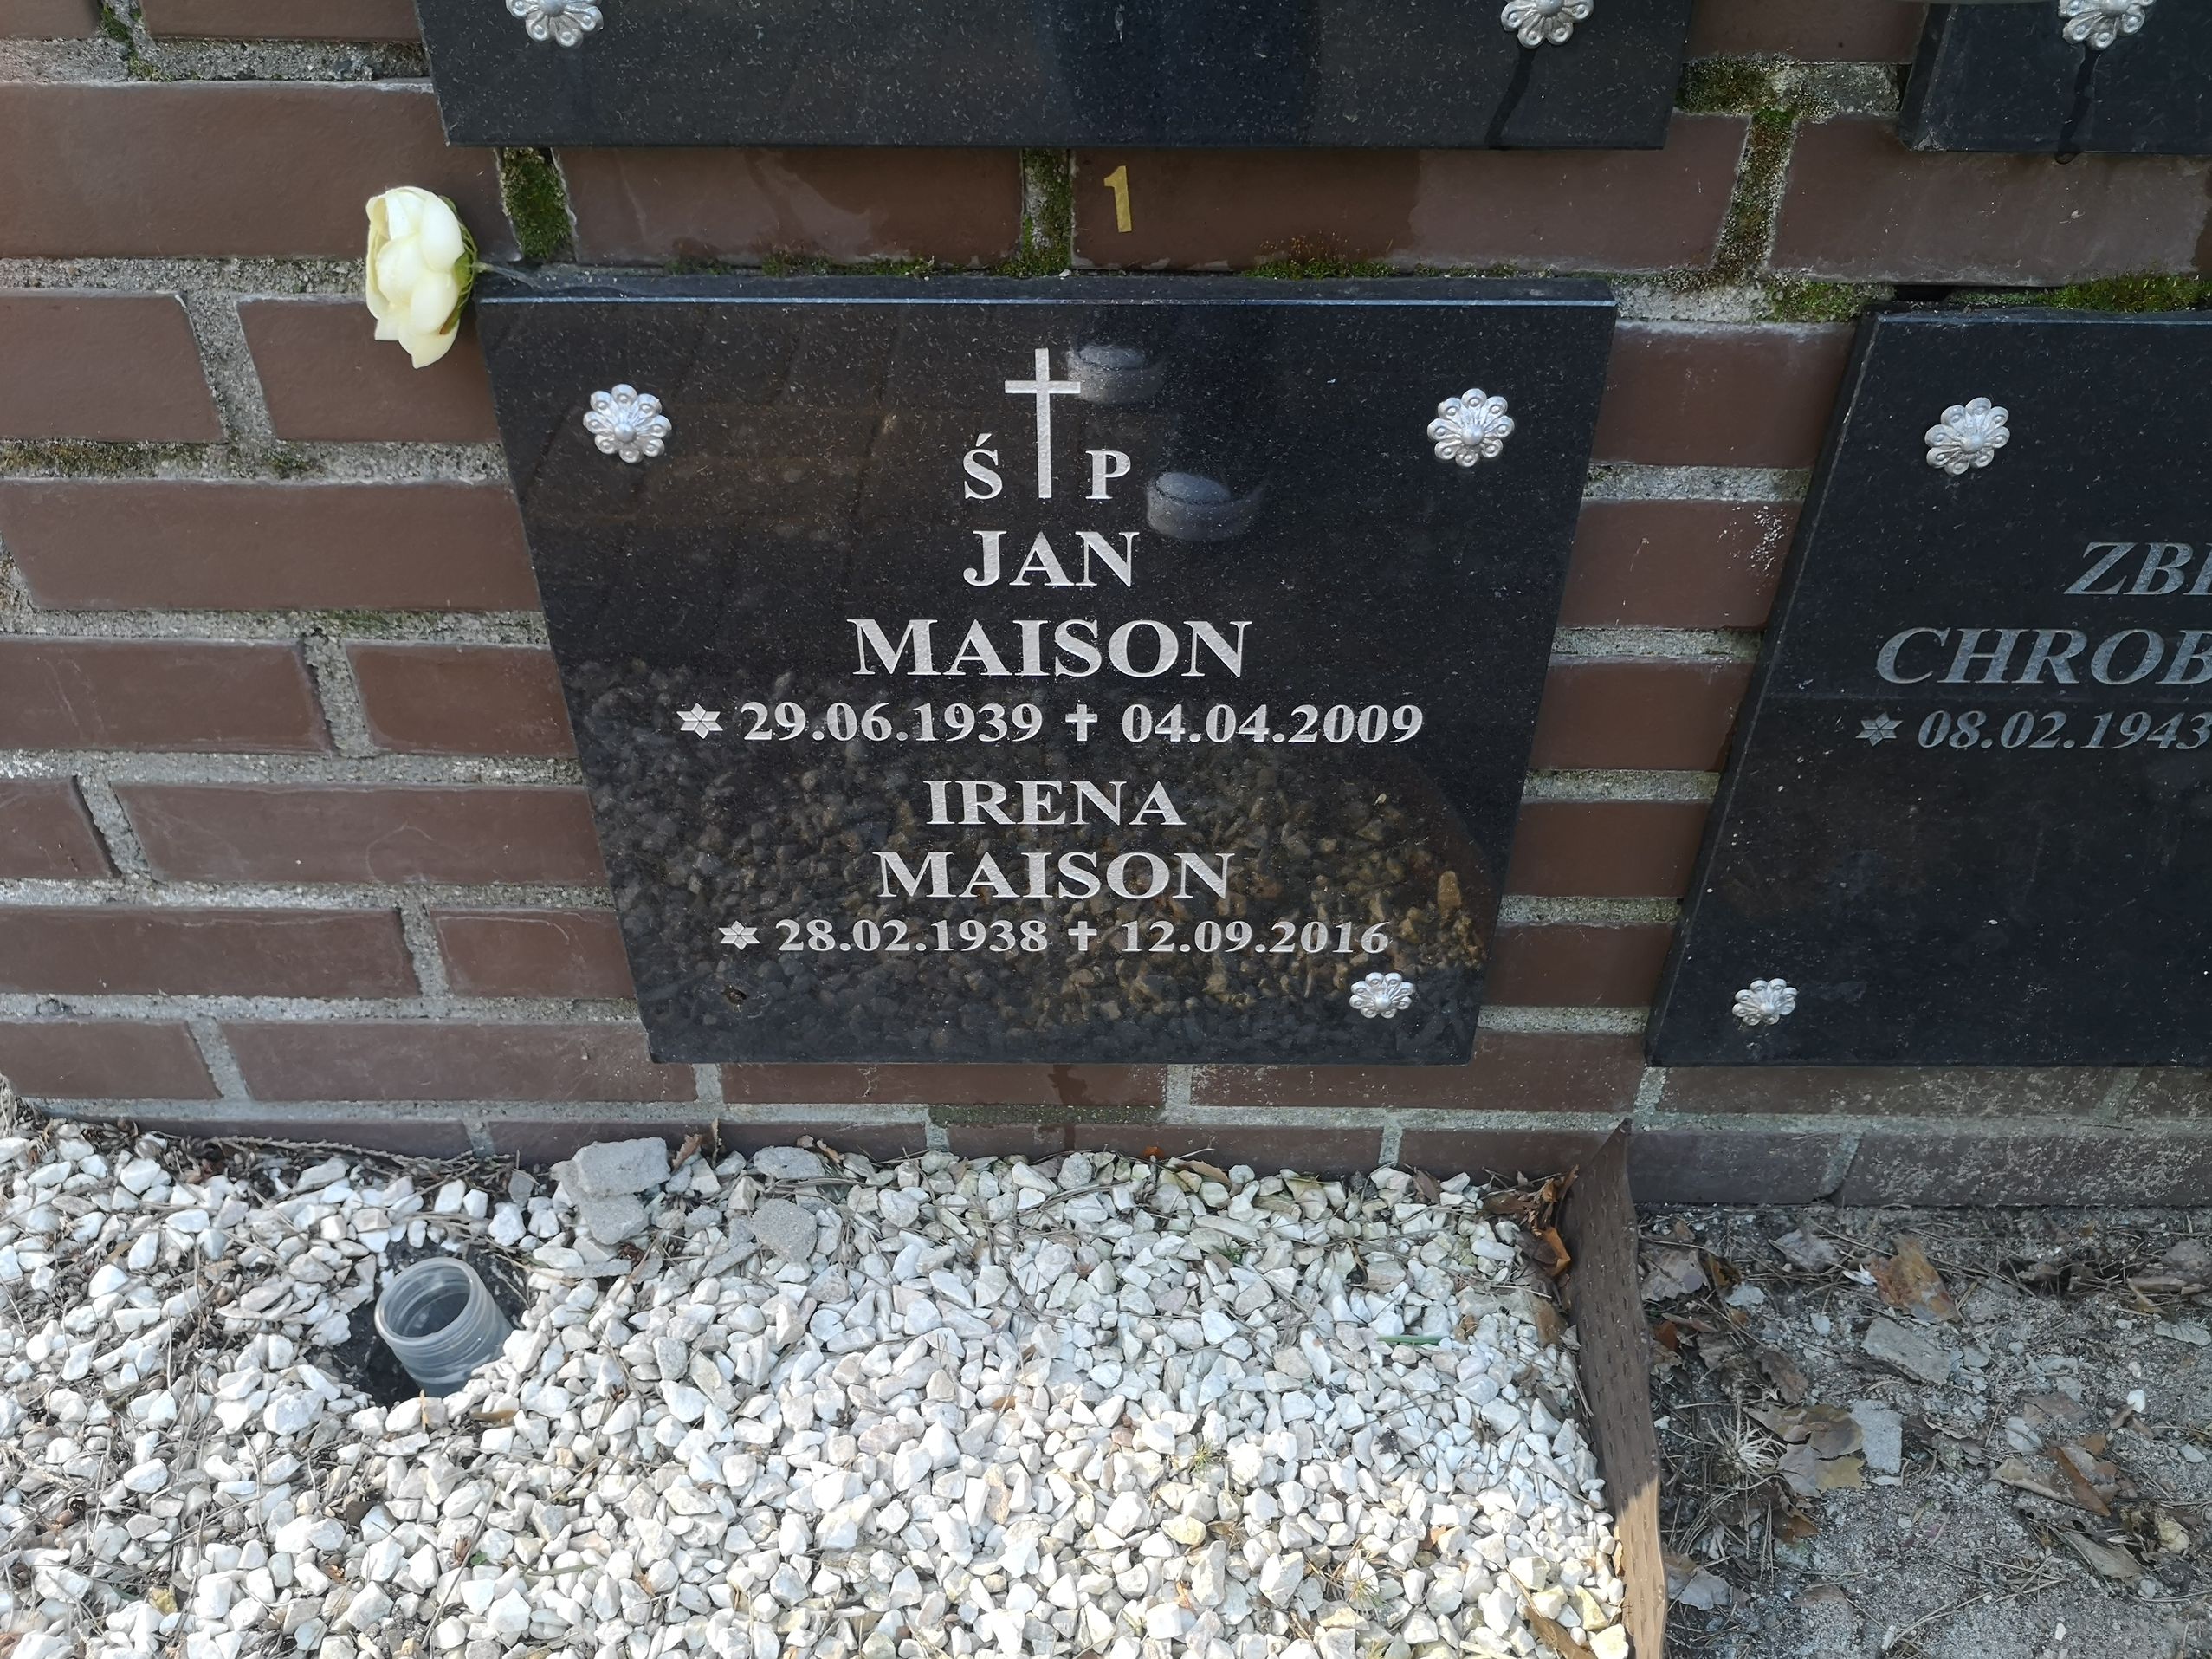 1
Ś P
JAN
MAISON
29.06.1939 ✝ 04.04.2009
IRENA
MAISON
28.02.1938 ✝ 12.09.2016
08.02.1943